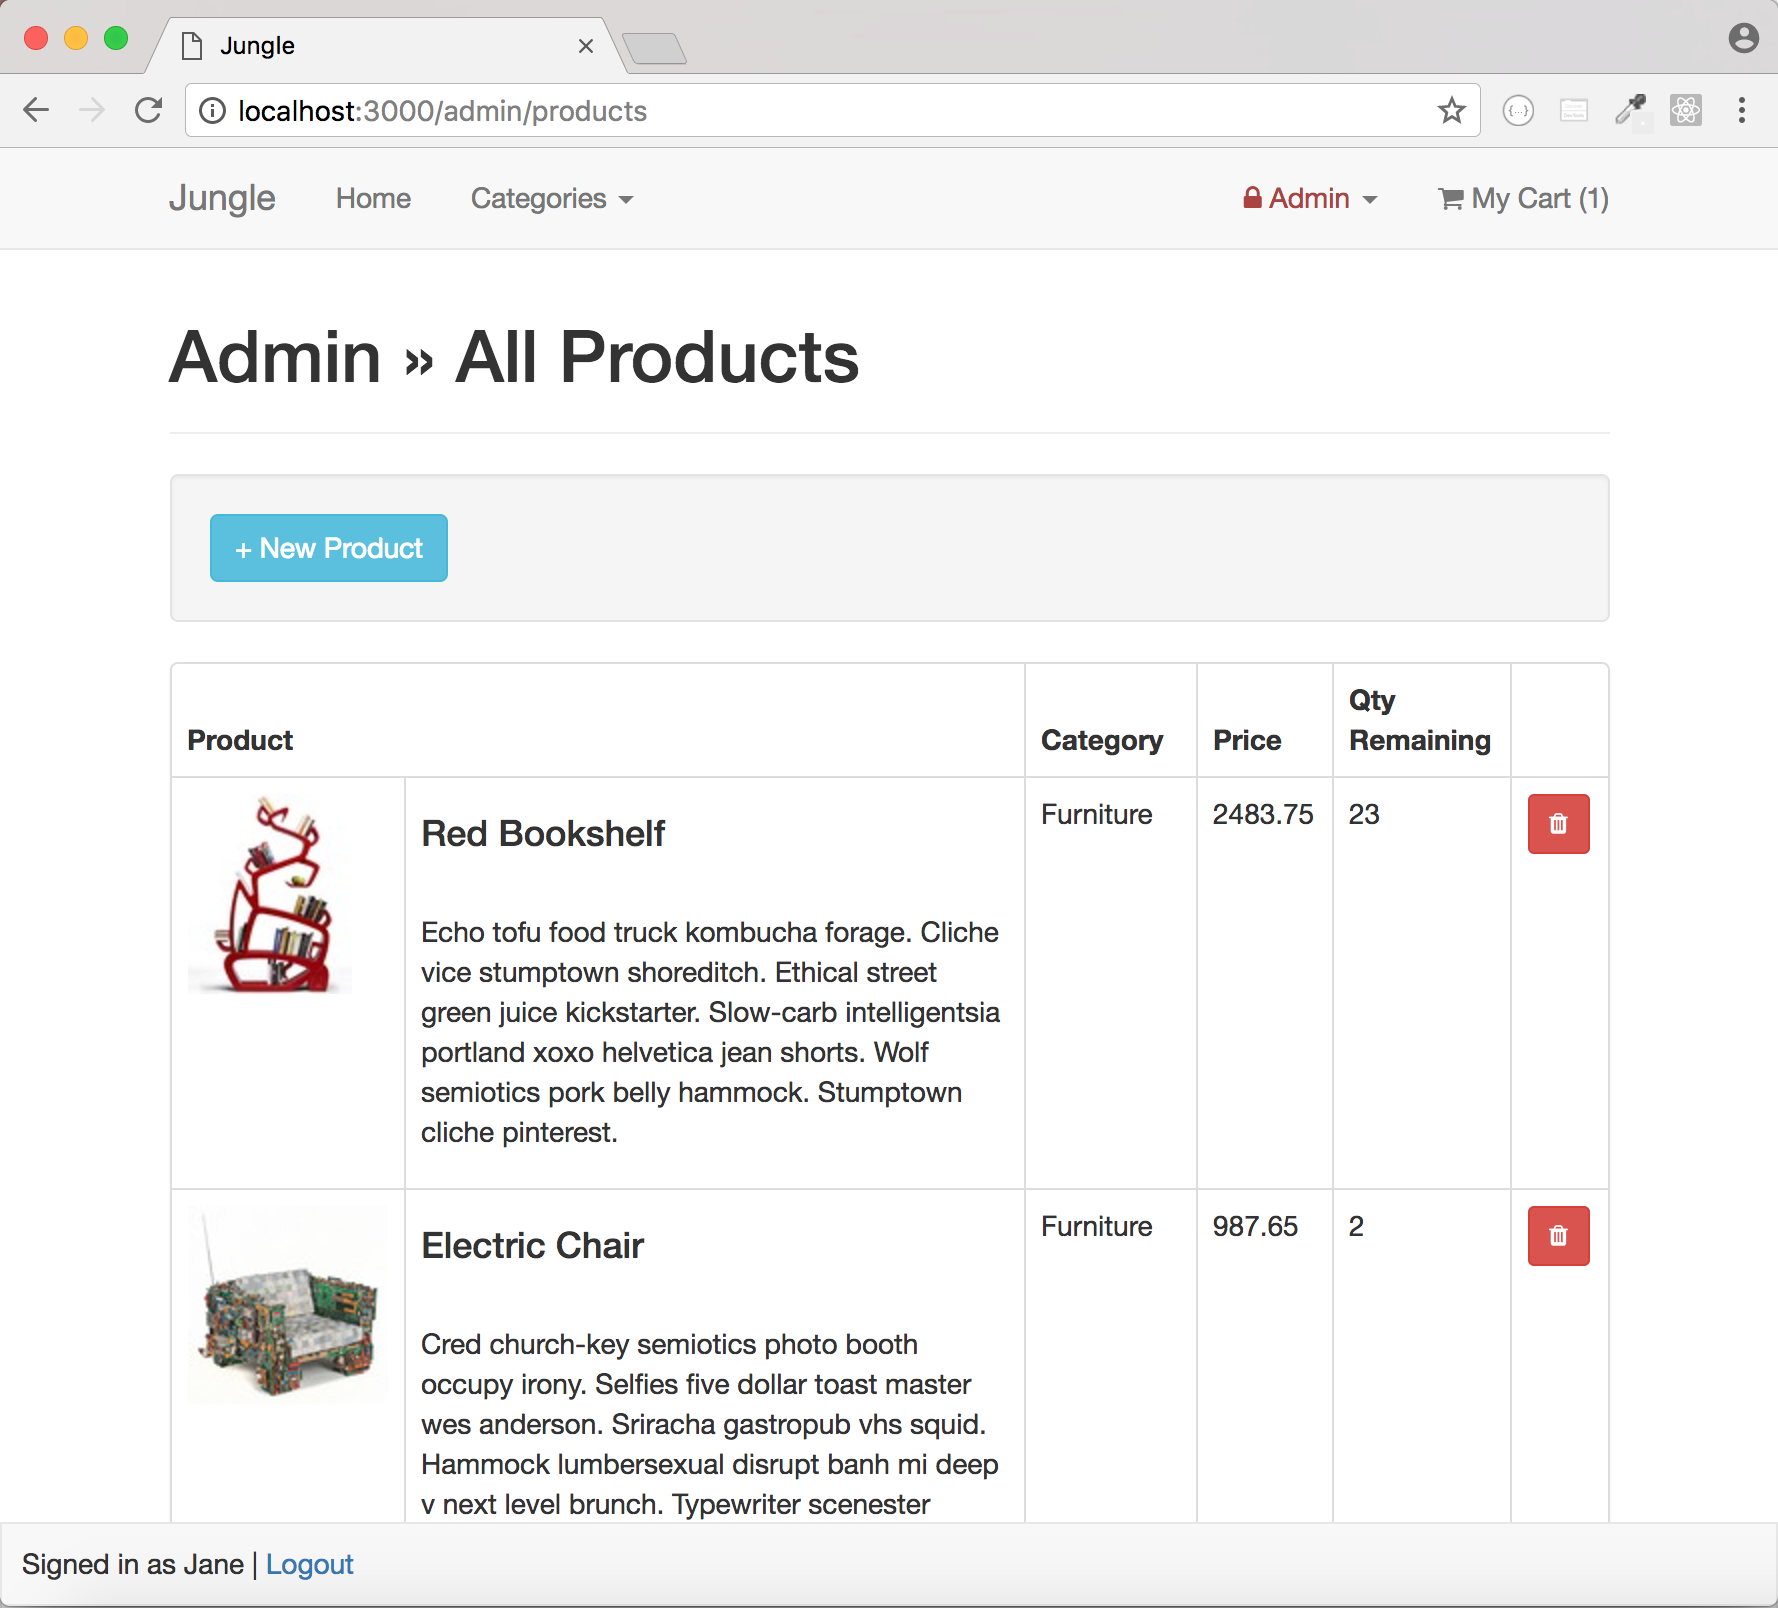 Jungle
localhost:3000/admin/products
Jungle Home Categories Admin My Cart (1)
Admin » All Products
+ New Product
Product Category Price Qty Remaining
Red Bookshelf Furniture 2483.75 23
Echo tofu food truck kombucha forage. Cliche
vice stumptown shoreditch. Ethical street
green juice kickstarter. Slow-carb intelligentsia
portland xoxo helvetica jean shorts. Wolf
semiotics pork belly hammock. Stumptown
cliche pinterest.
Electric Chair Furniture 987.65 2
Cred church-key semiotics photo booth
occupy irony. Selfies five dollar toast master
wes anderson. Sriracha gastropub vhs squid.
Hammock lumbersexual disrupt banh mi deep
v next level brunch. Typewriter scenester
Signed in as Jane | Logout